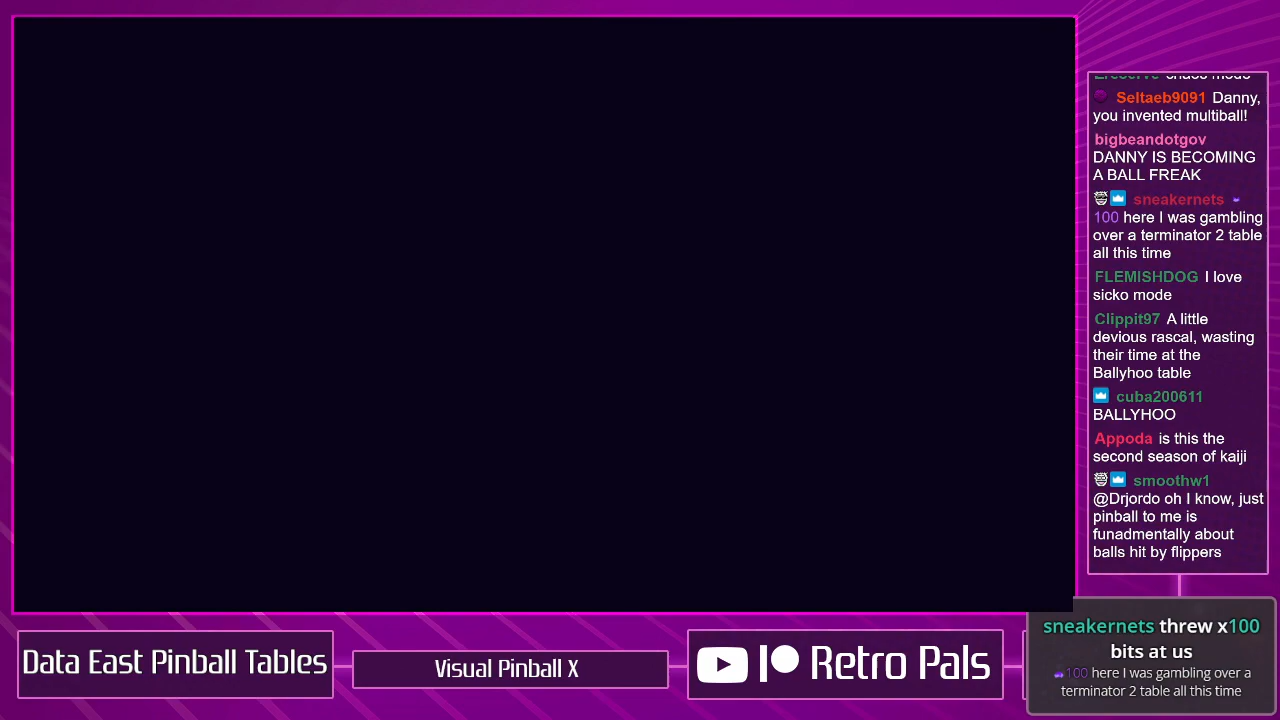 Seltaeb9091 Danny,
you invented multiball!
bigbeandotgov
DANNY IS BECOMING
A BALL FREAK
sneakernets
100 here I was gambling
over a terminator 2 table
all this time
FLEMISHDOG I love
sicko mode
Clippit97 A little
devious rascal, wasting
their time at the
Ballyhoo table
cuba200611
BALLYHOO
Appoda is this the
second season of kaiji
smoothw1
@Drjordo oh I know, just
pinball to me is
funadmentally about
balls hit by flippers
Data East Pinball Tables
Visual Pinball X
Retro Pals
sneakernets threw x100
bits at us
100 here I was gambling over a
terminator 2 table all this time